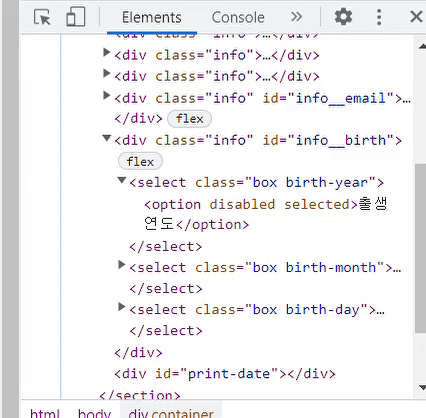 Elements Console
<div class="info">…</div>
<div class="info">…</div>
<div class="info">…</div>
<div class="info" id="info__email">…
</div> flex
<div class="info" id="info__birth">
flex
<select class="box birth-year">
<option disabled selected>출생
연도</option>
</select>
<select class="box birth-month">…
</select>
<select class="box birth-day">…
</select>
</div>
<div id="print-date"></div>
</section>
html body div.container